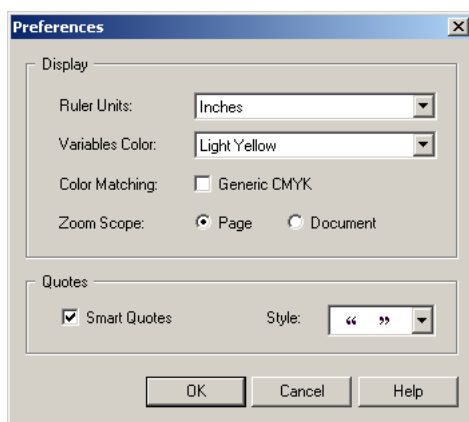 Preferences
Display
Ruler Units: Inches
Variables Color: Light Yellow
Color Matching: Generic CMYK
Zoom Scope: Page Document
Quotes
Smart Quotes Style: “ ”
OK Cancel Help